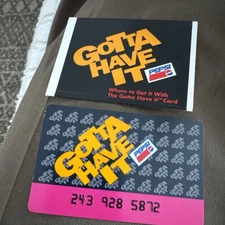 GOTTA
HAVE
IT
PEPSI
Where to Get It With
The Gotta Have It™ Card
GOTTA
HAVE
IT
PEPSI
243 928 5872